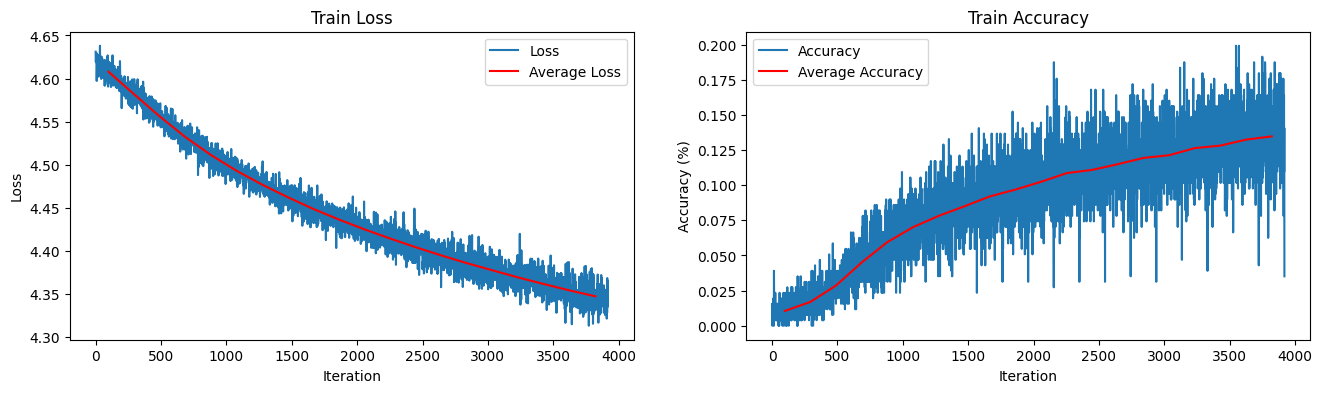 Train Loss
Loss
Average Loss
4.65
4.60
4.55
4.50
4.45
4.40
4.35
4.30
Loss
0 500 1000 1500 2000 2500 3000 3500 4000
Iteration
Train Accuracy
Accuracy
Average Accuracy
0.200
0.175
0.150
0.125
0.100
0.075
0.050
0.025
0.000
Accuracy (%)
0 500 1000 1500 2000 2500 3000 3500 4000
Iteration